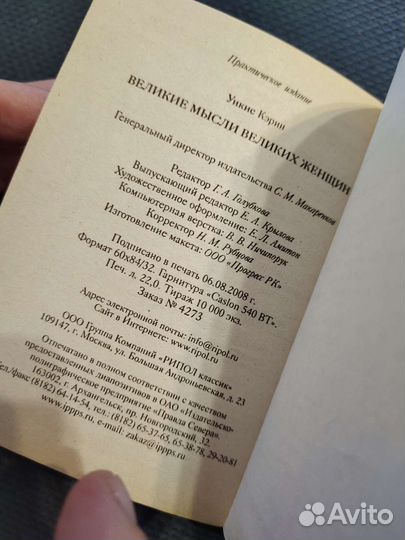 Практическое издание
Уикие Кэрин
ВЕЛИКИЕ МЫСЛИ ВЕЛИКИХ ЖЕНЩИН
Генеральный директор издательства С. М. Макаренков
Редактор Г. А. Голубкова
Выпускающий редактор Е. А. Крылова
Художественное оформление: Е. Л. Амитон
Компьютерная верстка: В. В. Ничипорук
Корректор Н. М. Рубцова
Изготовление макета: ООО «Прогресс РК»
Подписано в печать 06.08.2008 г.
Формат 60x84/32. Гарнитура «Caslon 540 BT».
Печ. л. 22,0. Тираж 10 000 экз.
Заказ № 4273
Адрес электронной почты: info@ripol.ru
Сайт в Интернете: www.ripol.ru
ООО Группа Компаний «РИПОЛ классик»
109147, г. Москва, ул. Большая Андроньевская, д. 23
Отпечатано в полном соответствии с качеством
предоставленных диапозитивов в ОАО «Издательско-
полиграфическое предприятие «Правда Севера».
163002, г. Архангельск, пр. Новгородский, 32.
Тел./факс (8182) 64-14-54, тел.: (8182) 65-37-65, 65-38-78, 29-20-81
www.ippps.ru, e-mail: zakaz@ippps.ru
Avito